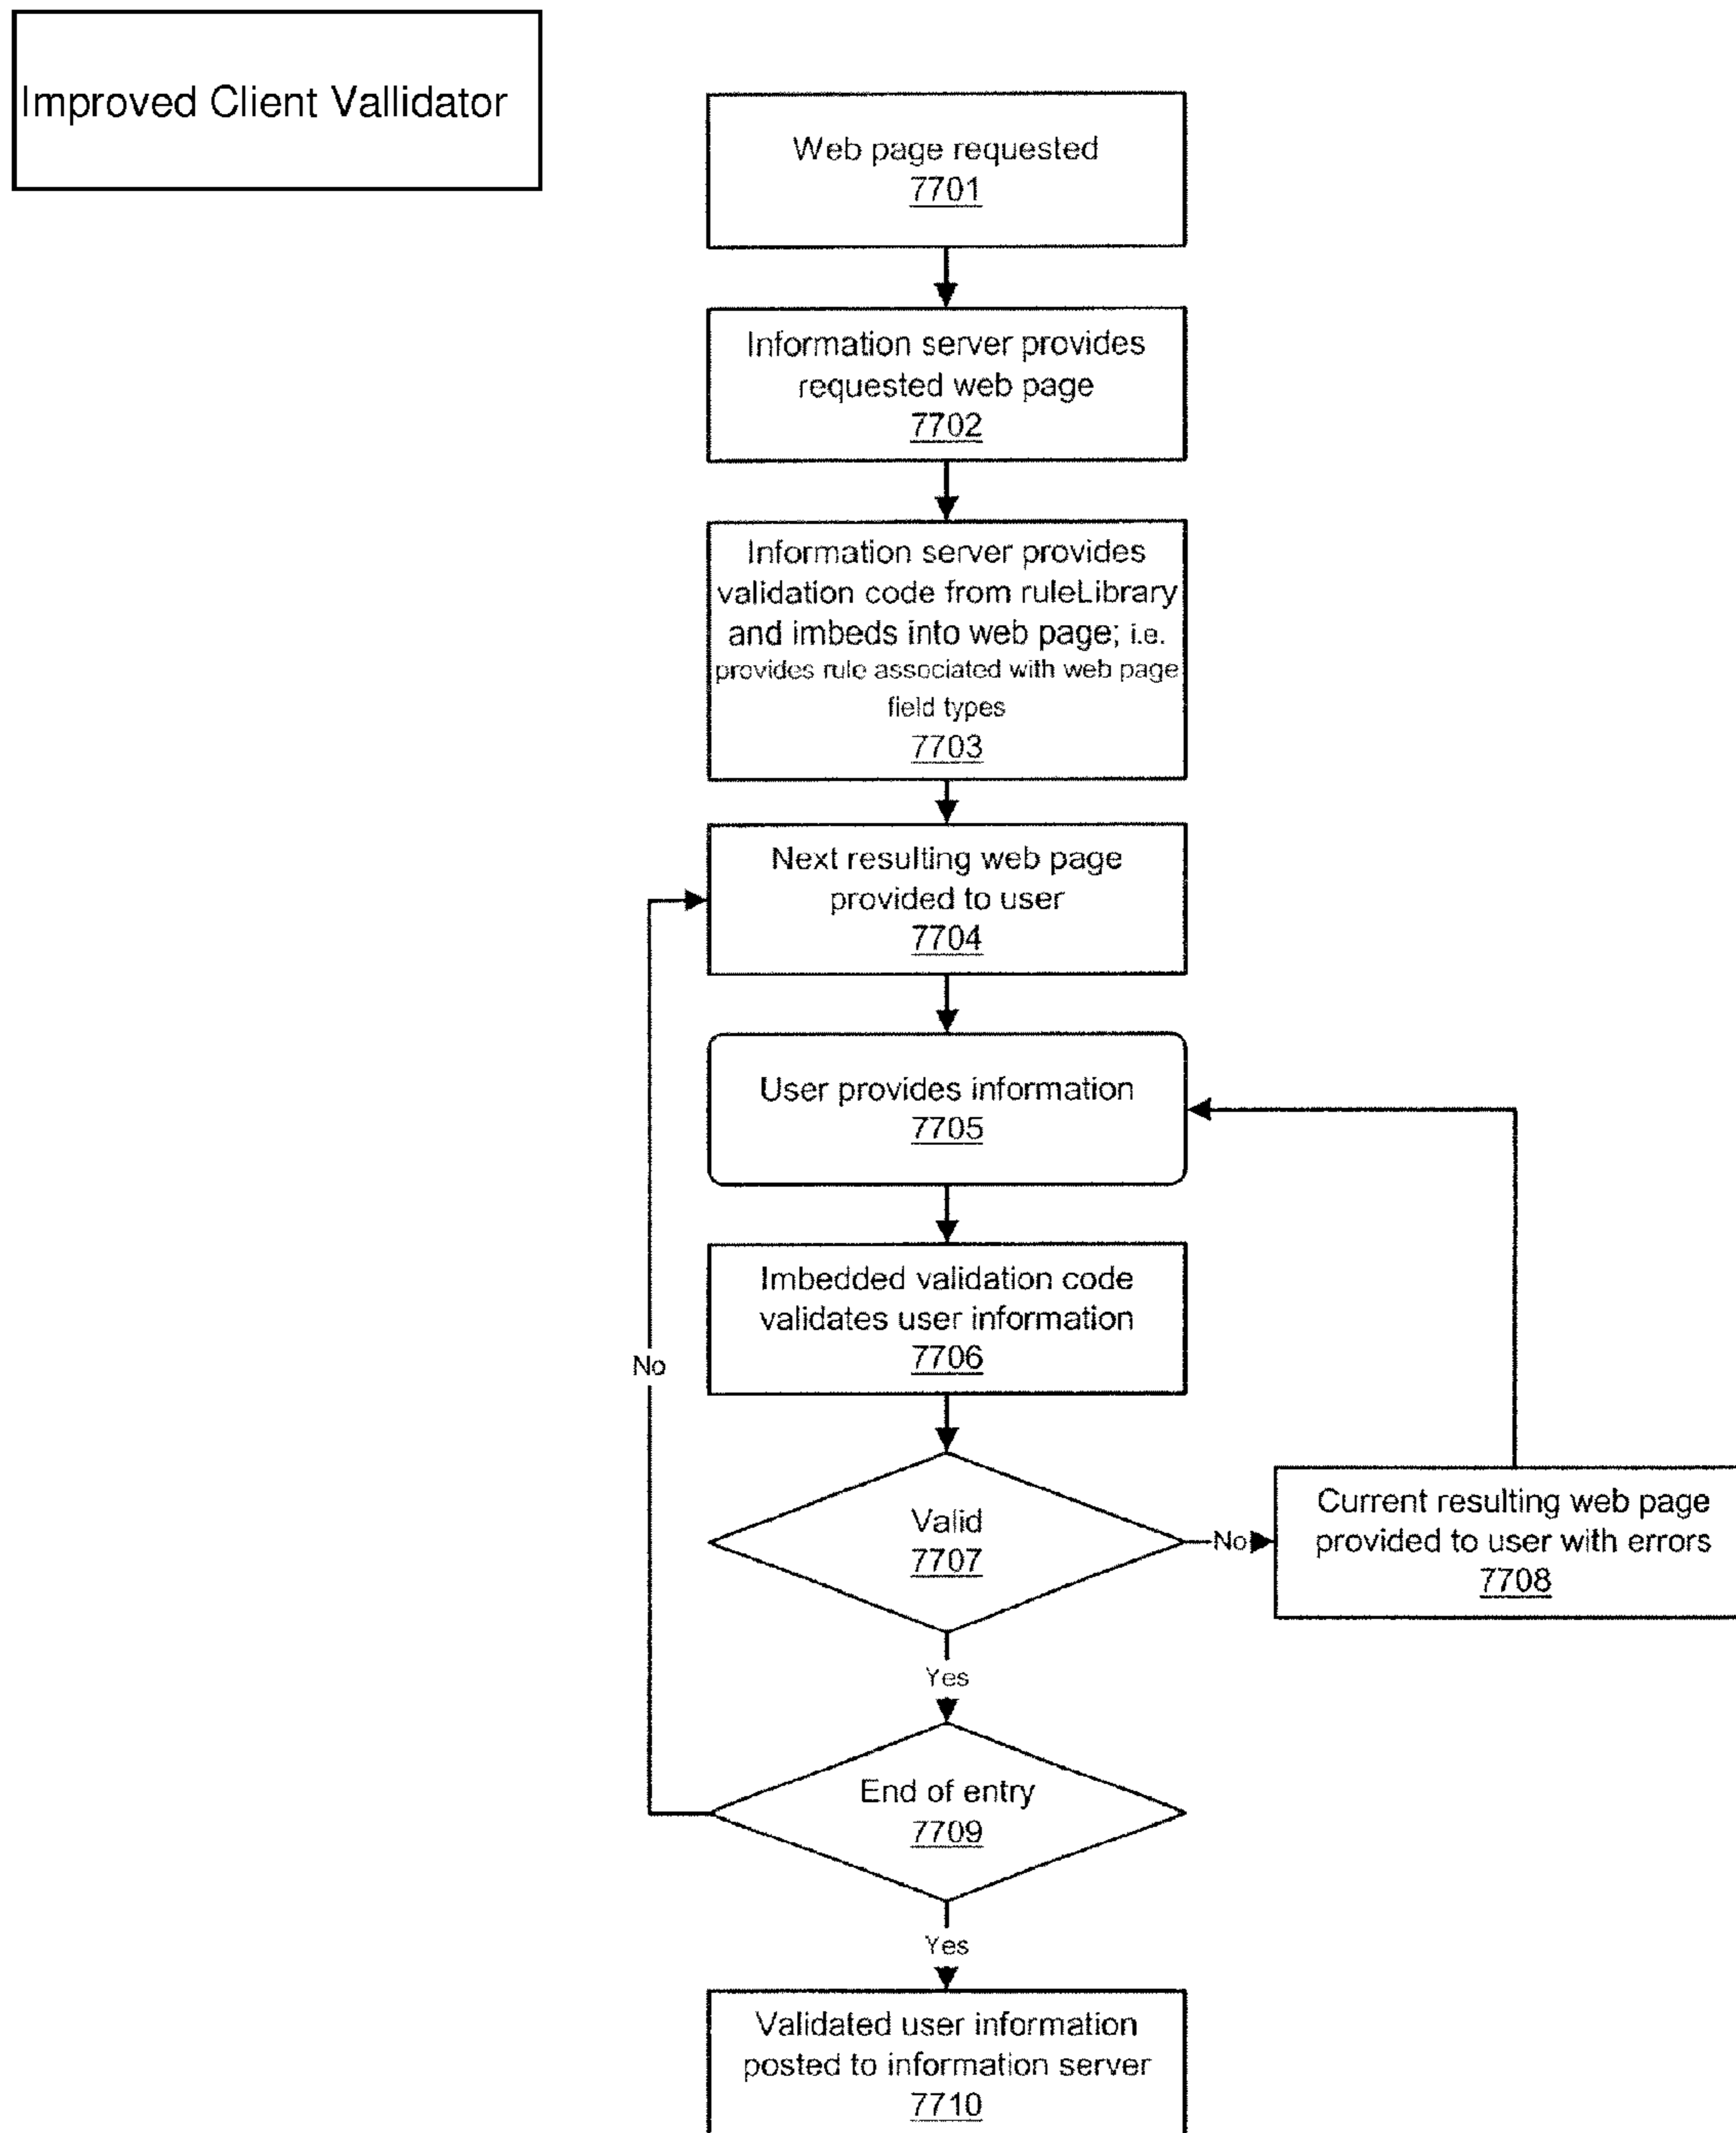 Improved Client Vallidator
Web page requested
7701
Information server provides
requested web page
7702
Information server provides
validation code from ruleLibrary
and imbeds into web page; i.e.
provides rule associated with web page
field types
7703
Next resulting web page
provided to user
7704
User provides information
7705
Imbedded validation code
validates user information
7706
No
Valid
7707
No
Current resulting web page
provided to user with errors
7708
Yes
End of entry
7709
Yes
Validated user information
posted to information server
7710